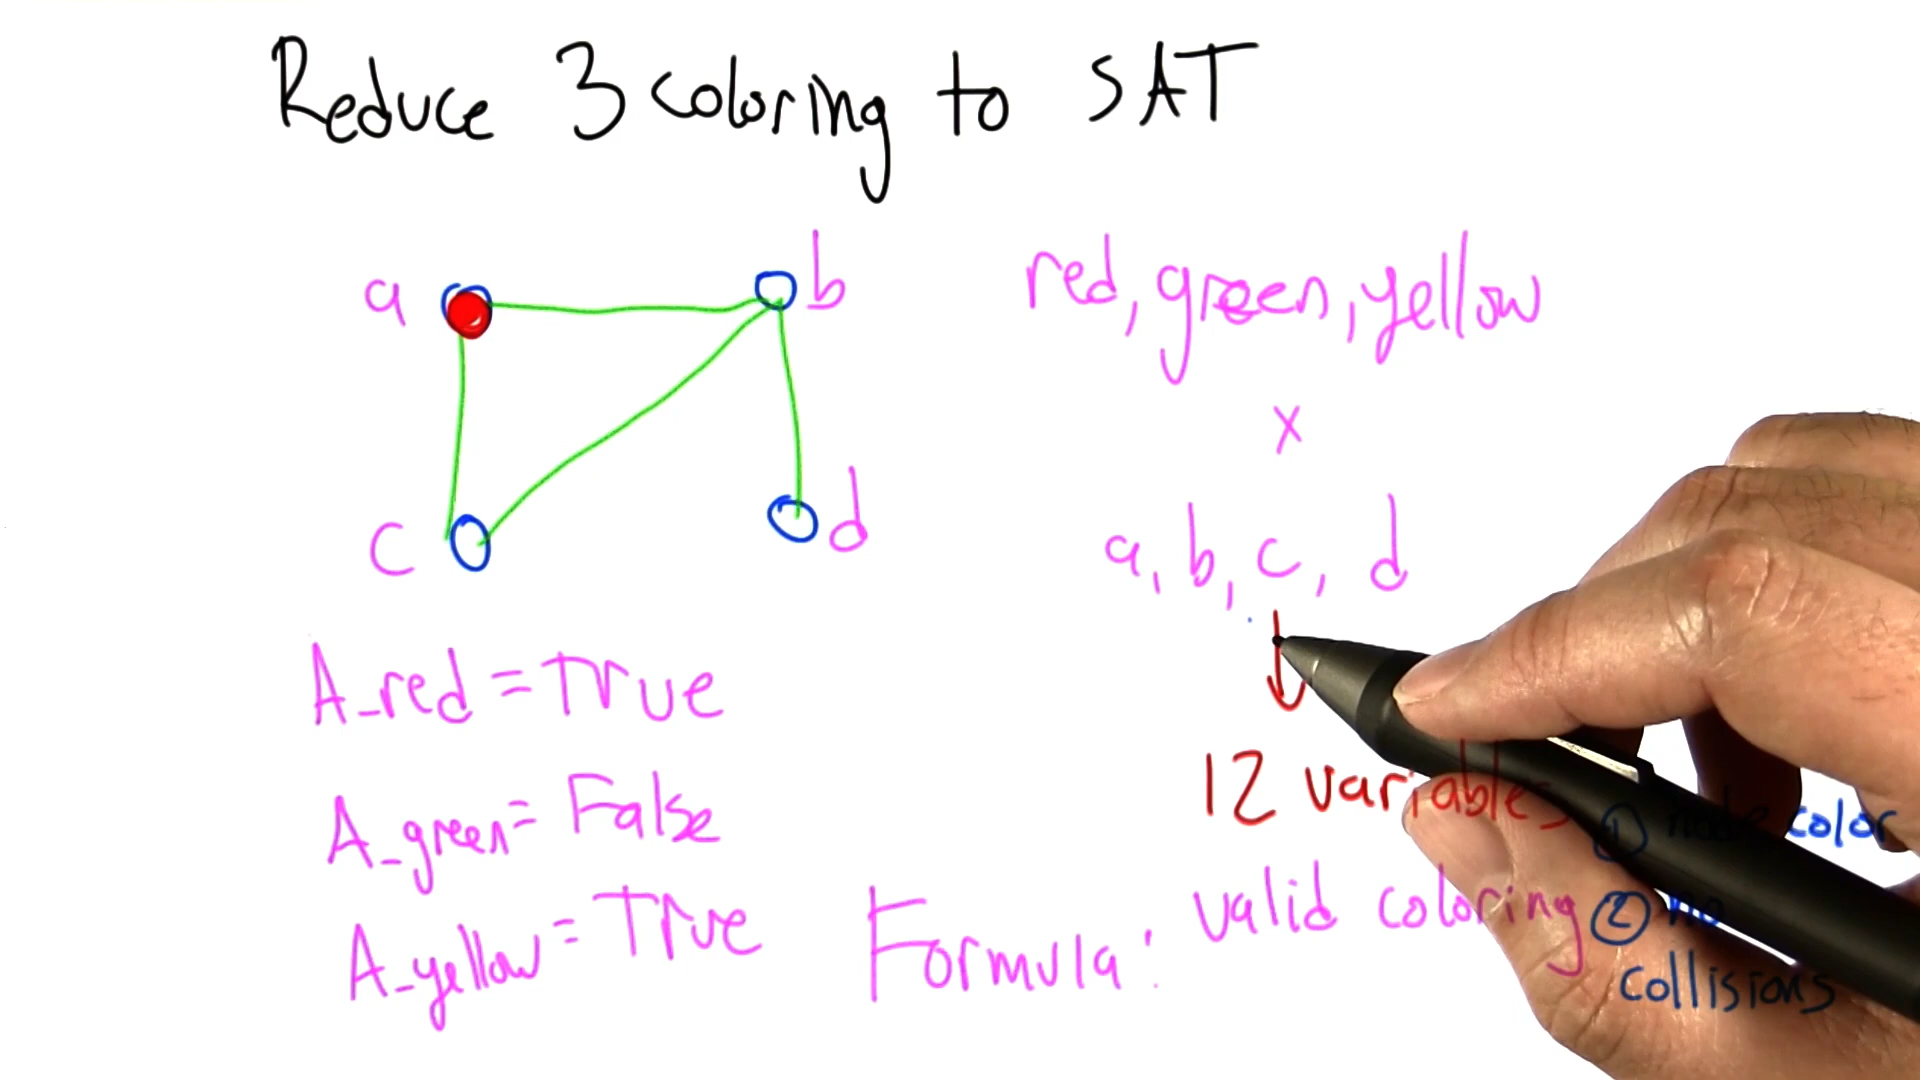 Reduce 3 coloring to SAT
a
b
red, green, yellow
x
c
d
a, b, c, d
A_red = True
12 variables
A_green = False
① color
A_yellow = True
Formula: valid coloring
② no
collisions